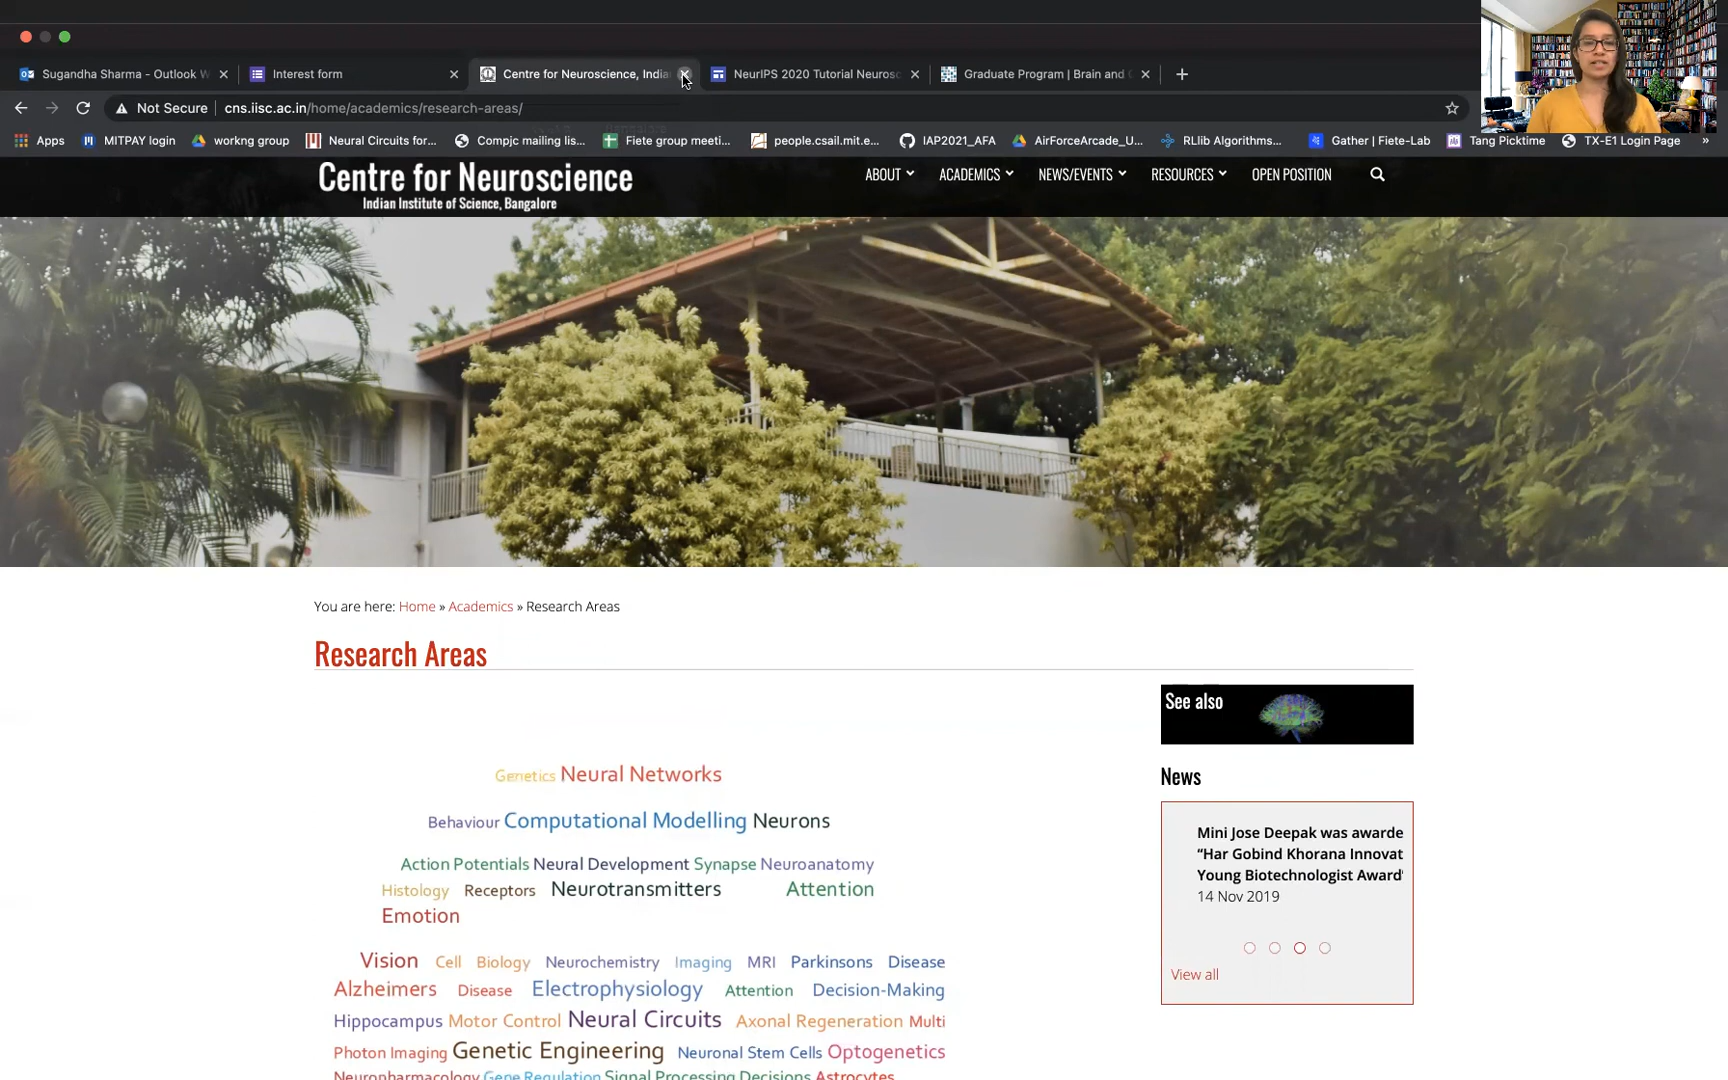 Sugandha Sharma - Outlook W
Interest form
Centre for Neuroscience, India
NeurIPS 2020 Tutorial Neurosc
Graduate Program | Brain and C
Not Secure
cns.iisc.ac.in/home/academics/research-areas/
Apps
MITPAY login
workng group
Neural Circuits for...
Compjc mailing lis...
Fiete group meeti...
people.csail.mit.e...
IAP2021_AFA
AirForceArcade_U...
RLlib Algorithms...
Gather | Fiete-Lab
Tang Picktime
TX-E1 Login Page
»
Centre for Neuroscience
Indian Institute of Science, Bangalore
ABOUT
ACADEMICS
NEWS/EVENTS
RESOURCES
OPEN POSITION
You are here: Home » Academics » Research Areas
Research Areas
See also
Genetics Neural Networks
Behaviour Computational Modelling Neurons
Action Potentials Neural Development Synapse Neuroanatomy
Histology Receptors Neurotransmitters Attention
Emotion
Vision Cell Biology Neurochemistry Imaging MRI Parkinsons Disease
Alzheimers Disease Electrophysiology Attention Decision-Making
Hippocampus Motor Control Neural Circuits Axonal Regeneration Multi
Photon Imaging Genetic Engineering Neuronal Stem Cells Optogenetics
Neuropharmacology Gene Regulation Signal Processing Decisions Astrocytes
News
Mini Jose Deepak was awarde
“Har Gobind Khorana Innovat
Young Biotechnologist Award"
14 Nov 2019
View all